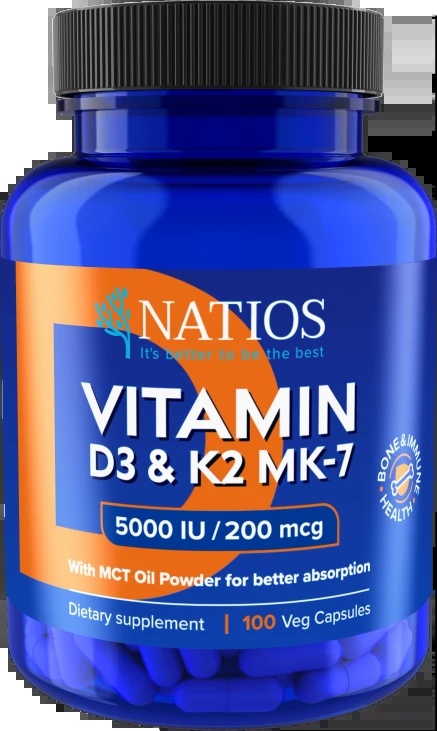 NATIOS
It's better to be the best
VITAMIN
D3 & K2 MK-7
5000 IU / 200 mcg
With MCT Oil Powder for better absorption
Dietary supplement | 100 Veg Capsules
BONE & IMMUNE
HEALTH